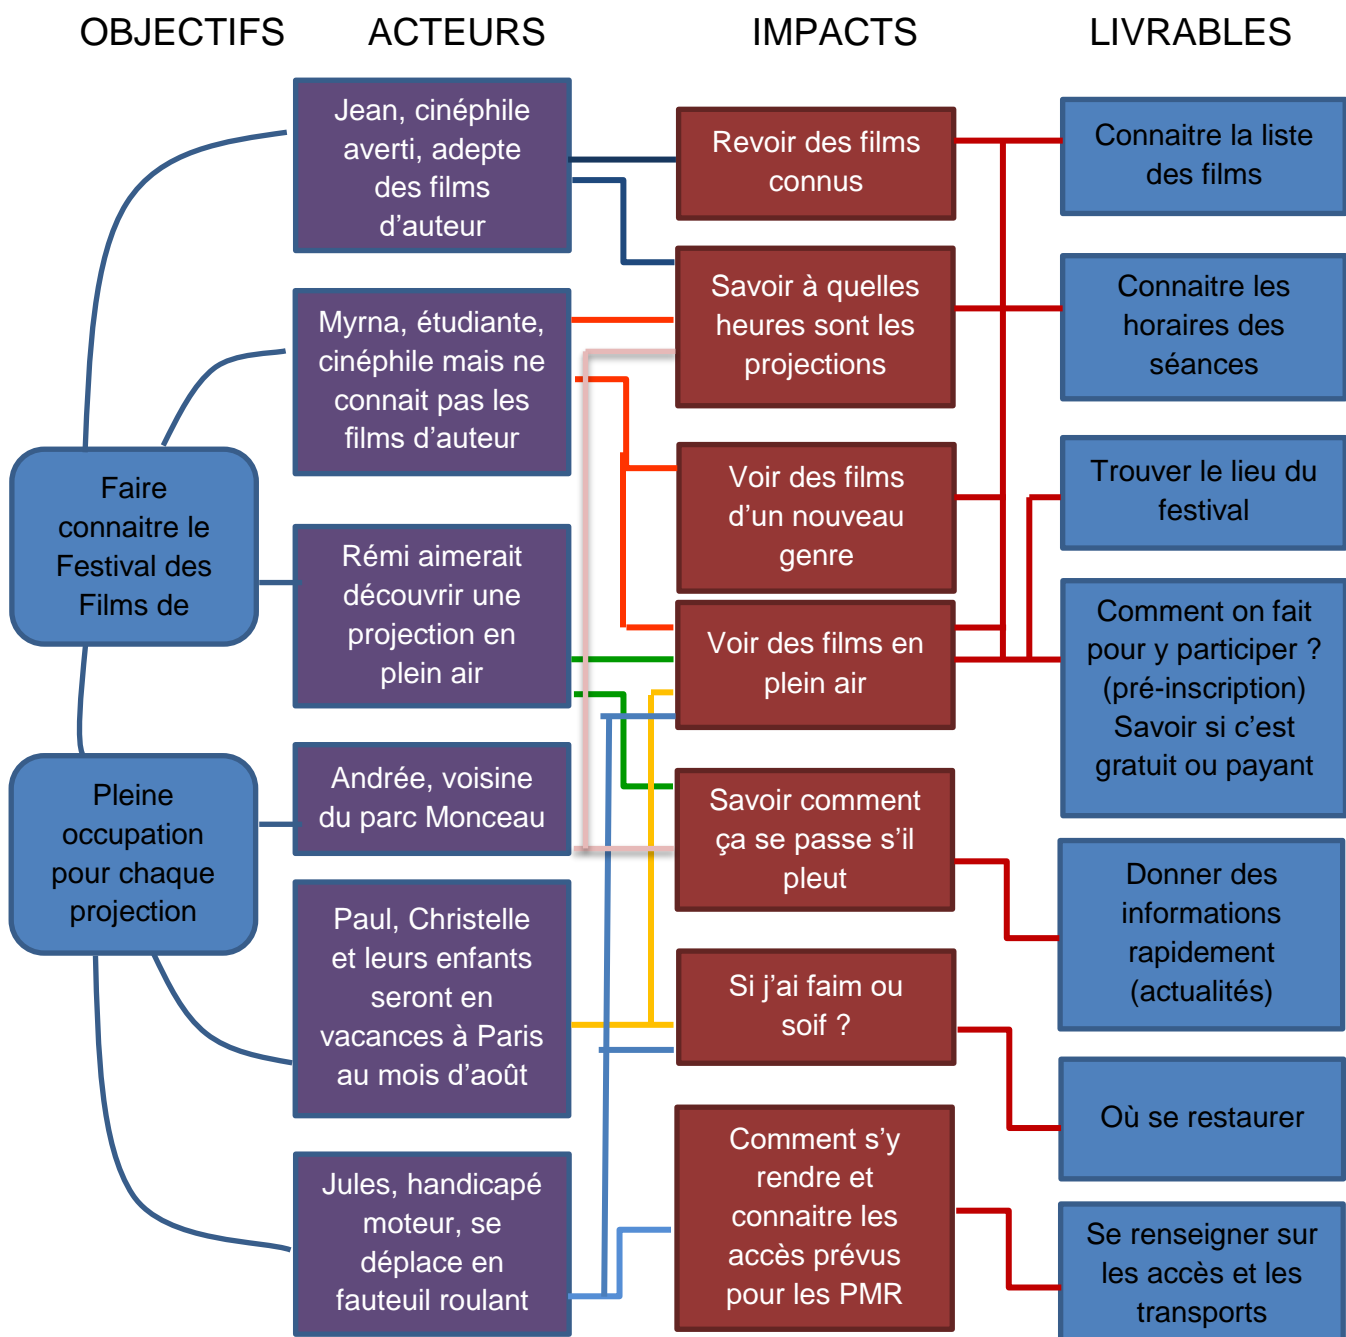 OBJECTIFS
ACTEURS
IMPACTS
LIVRABLES
Faire
connaitre le
Festival des
Films de
Pleine
occupation
pour chaque
projection
Jean, cinéphile
averti, adepte
des films
d’auteur
Myrna, étudiante,
cinéphile mais ne
connait pas les
films d’auteur
Rémi aimerait
découvrir une
projection en
plein air
Andrée, voisine
du parc Monceau
Paul, Christelle
et leurs enfants
seront en
vacances à Paris
au mois d’août
Jules, handicapé
moteur, se
déplace en
fauteuil roulant
Revoir des films
connus
Savoir à quelles
heures sont les
projections
Voir des films
d’un nouveau
genre
Voir des films en
plein air
Savoir comment
ça se passe s’il
pleut
Si j’ai faim ou
soif ?
Comment s’y
rendre et
connaitre les
accès prévus
pour les PMR
Connaitre la liste
des films
Connaitre les
horaires des
séances
Trouver le lieu du
festival
Comment on fait
pour y participer ?
(pré-inscription)
Savoir si c’est
gratuit ou payant
Donner des
informations
rapidement
(actualités)
Où se restaurer
Se renseigner sur
les accès et les
transports